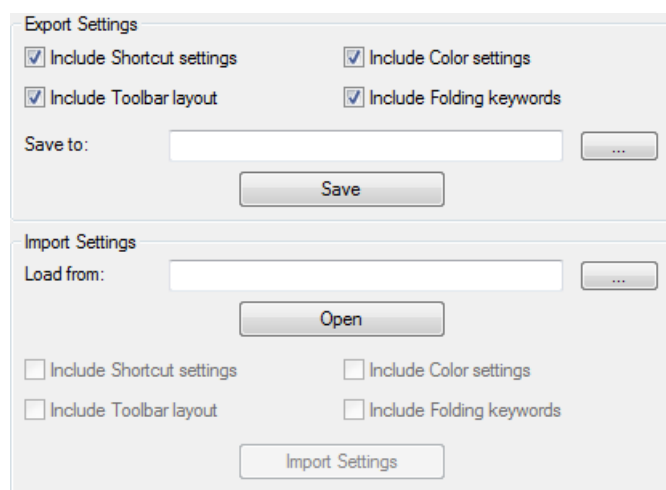 Export Settings
Include Shortcut settings Include Color settings
Include Toolbar layout Include Folding keywords
Save to: ...
Save
Import Settings
Load from: ...
Open
Include Shortcut settings Include Color settings
Include Toolbar layout Include Folding keywords
Import Settings